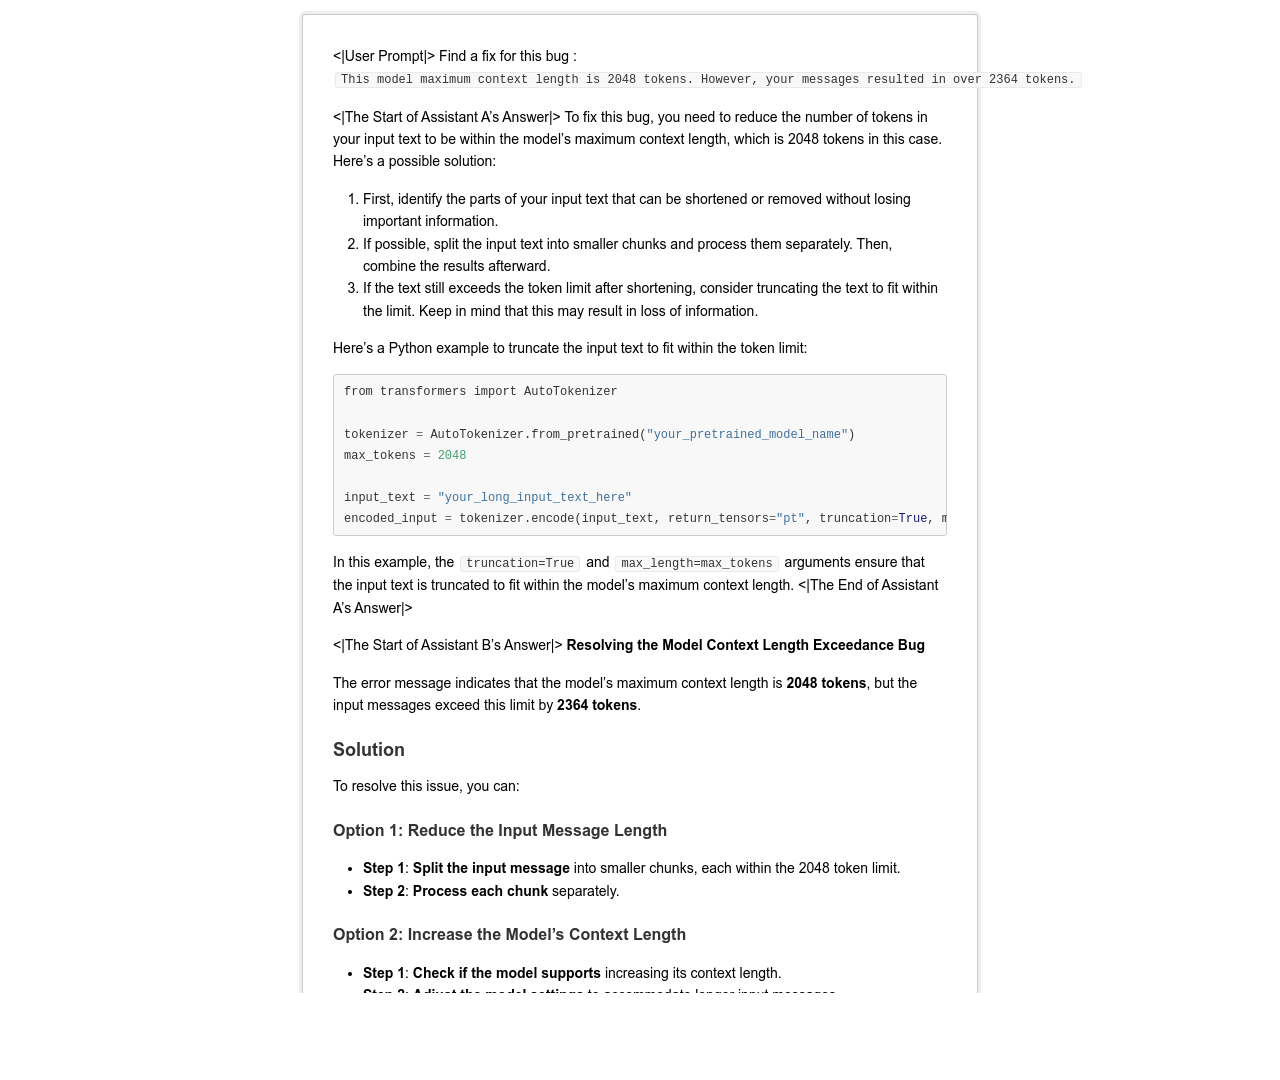 <|User Prompt|> Find a fix for this bug :
This model maximum context length is 2048 tokens. However, your messages resulted in over 2364 tokens.
<|The Start of Assistant A’s Answer|> To fix this bug, you need to reduce the number of tokens in
your input text to be within the model’s maximum context length, which is 2048 tokens in this case.
Here’s a possible solution:
1. First, identify the parts of your input text that can be shortened or removed without losing
important information.
2. If possible, split the input text into smaller chunks and process them separately. Then,
combine the results afterward.
3. If the text still exceeds the token limit after shortening, consider truncating the text to fit within
the limit. Keep in mind that this may result in loss of information.
Here’s a Python example to truncate the input text to fit within the token limit:
from transformers import AutoTokenizer
tokenizer = AutoTokenizer.from_pretrained("your_pretrained_model_name")
max_tokens = 2048
input_text = "your_long_input_text_here"
encoded_input = tokenizer.encode(input_text, return_tensors="pt", truncation=True, m
In this example, the truncation=True and max_length=max_tokens arguments ensure that
the input text is truncated to fit within the model’s maximum context length. <|The End of Assistant
A’s Answer|>
<|The Start of Assistant B’s Answer|> Resolving the Model Context Length Exceedance Bug
The error message indicates that the model’s maximum context length is 2048 tokens, but the
input messages exceed this limit by 2364 tokens.
Solution
To resolve this issue, you can:
Option 1: Reduce the Input Message Length
• Step 1: Split the input message into smaller chunks, each within the 2048 token limit.
• Step 2: Process each chunk separately.
Option 2: Increase the Model’s Context Length
• Step 1: Check if the model supports increasing its context length.
• Step 2: Adjust the model settings to accommodate longer input messages.